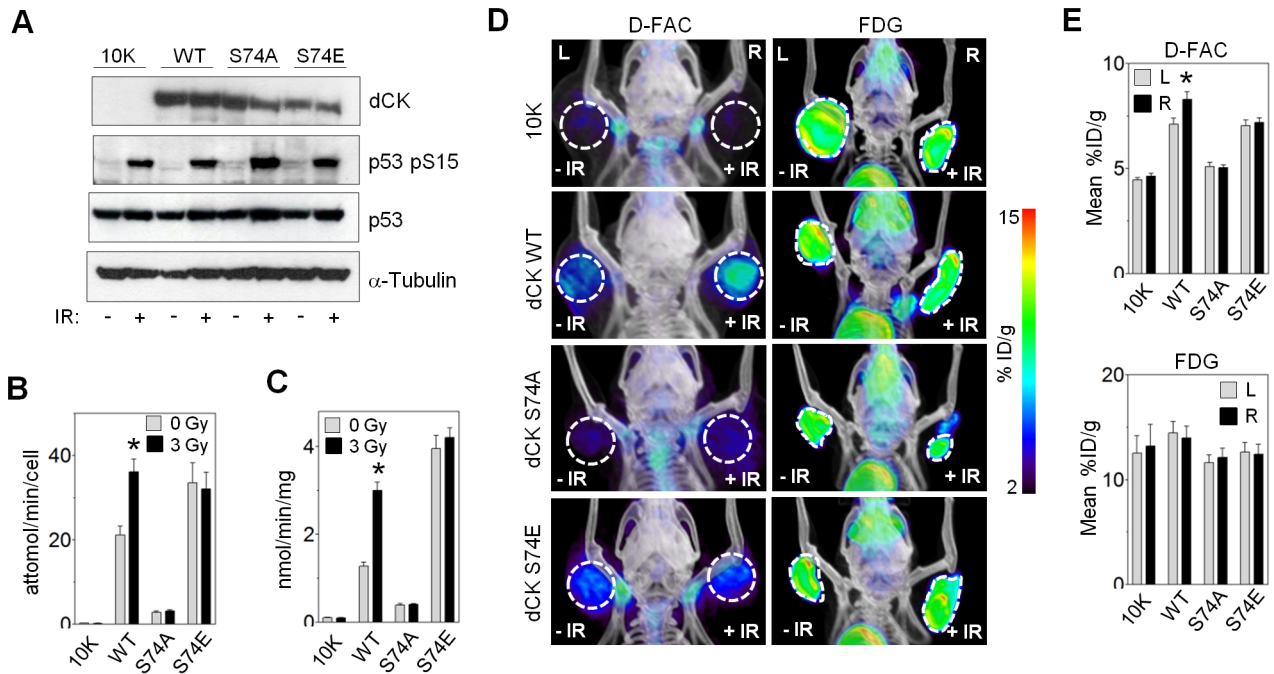 A
10K WT S74A S74E
dCK
p53 pS15
p53
α-Tubulin
IR: - + - + - + - +
B
0 Gy
3 Gy
*
attomol/min/cell
40
20
0
10K WT S74A S74E
C
0 Gy
3 Gy
*
nmol/min/mg
4
2
0
10K WT S74A S74E
D
D-FAC FDG
L R L R
10K
- IR + IR - IR + IR
dCK WT
- IR + IR - IR + IR
dCK S74A
- IR + IR - IR + IR
dCK S74E
- IR + IR - IR + IR
15
% ID/g
2
E
D-FAC
L
R
*
Mean %ID/g
10
5
0
10K WT S74A S74E
FDG
L
R
Mean %ID/g
20
10
0
10K WT S74A S74E